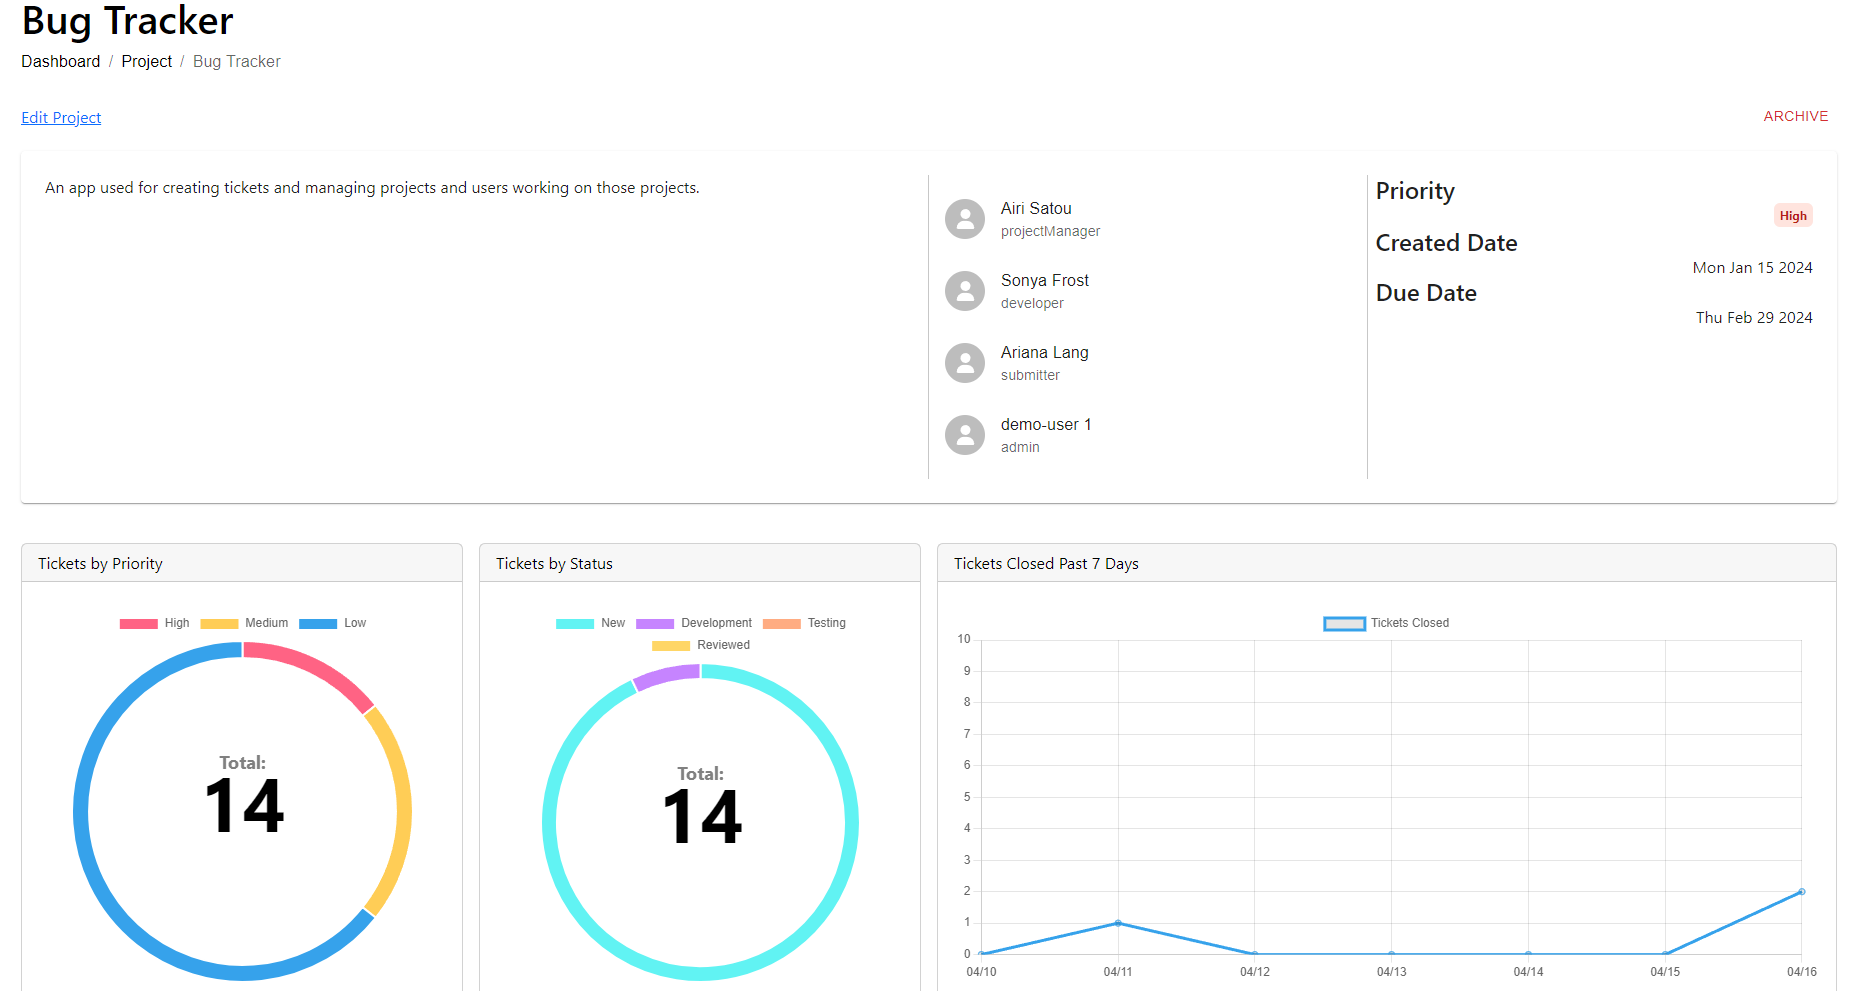 Bug Tracker
Dashboard / Project / Bug Tracker
Edit Project
ARCHIVE
An app used for creating tickets and managing projects and users working on those projects.
Airi Satou
projectManager
Sonya Frost
developer
Ariana Lang
submitter
demo-user 1
admin
Priority
High
Created Date
Mon Jan 15 2024
Due Date
Thu Feb 29 2024
Tickets by Priority
High Medium Low
Total:
14
Tickets by Status
New Development Testing
Reviewed
Total:
14
Tickets Closed Past 7 Days
Tickets Closed
10
9
8
7
6
5
4
3
2
1
0
04/10 04/11 04/12 04/13 04/14 04/15 04/16